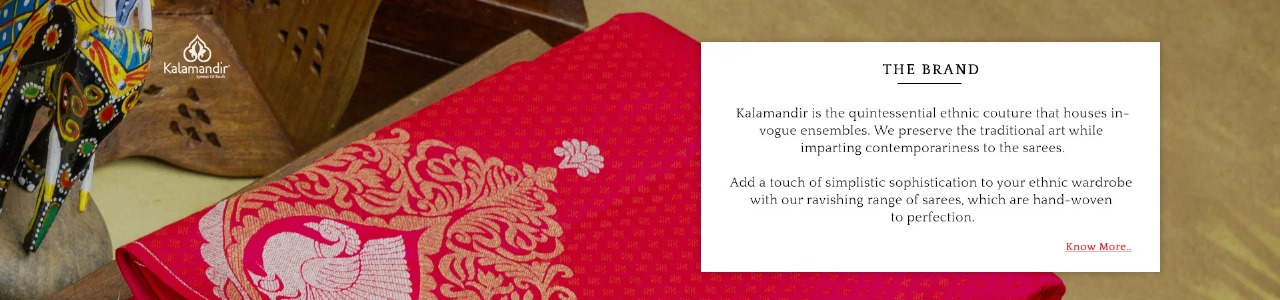 Kalamandir
THE BRAND
Kalamandir is the quintessential ethnic couture that houses in-
vogue ensembles. We preserve the traditional art while
imparting contemporariness to the sarees.
Add a touch of simplistic sophistication to your ethnic wardrobe
with our ravishing range of sarees, which are hand-woven
to perfection.
Know More..